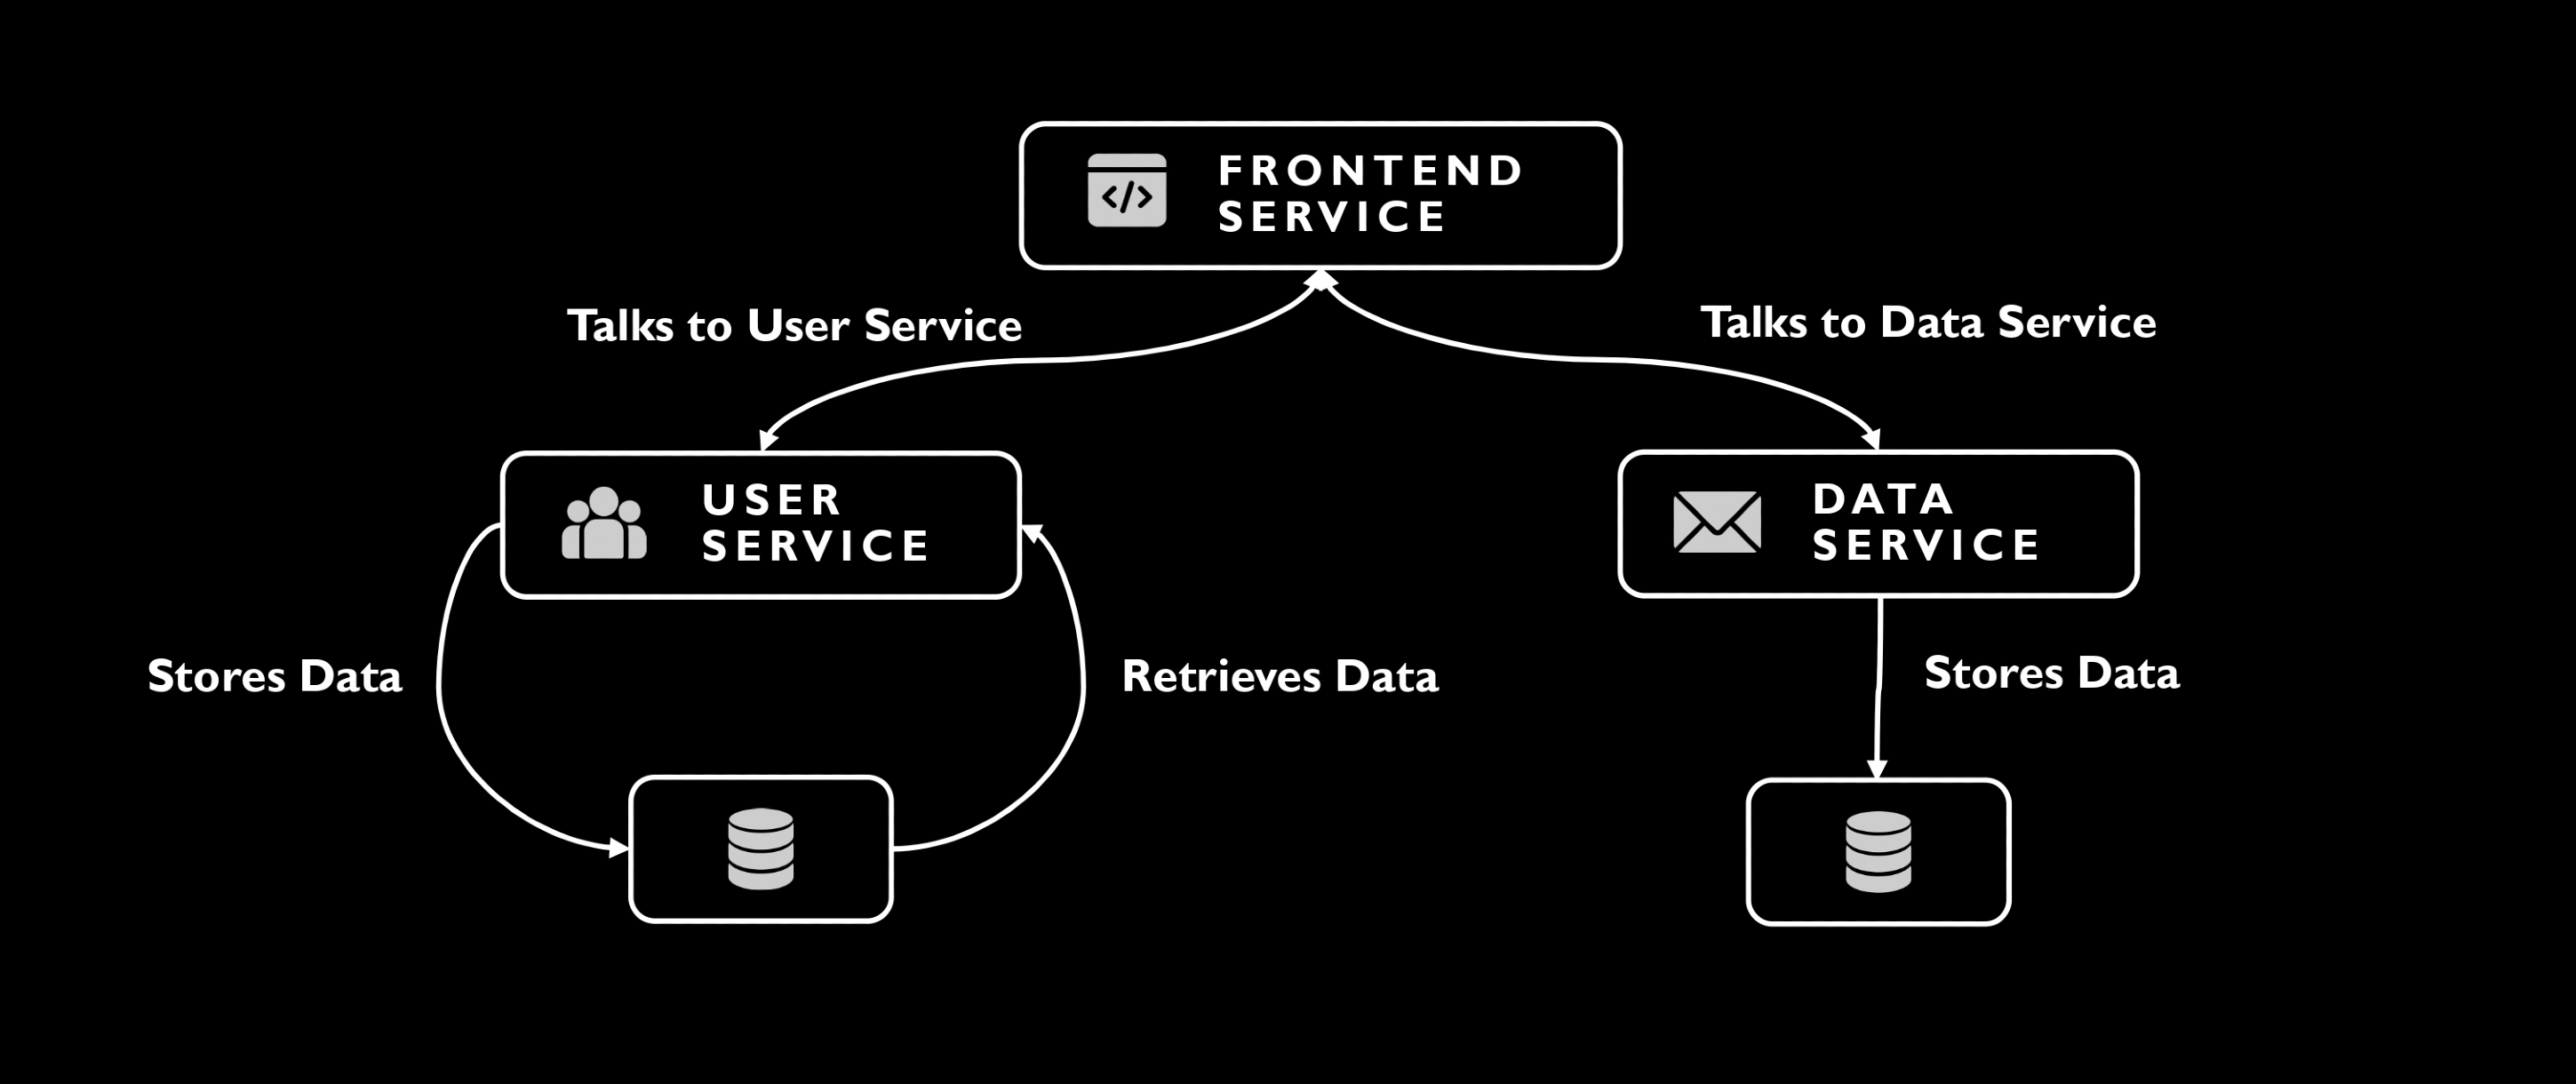 FRONTEND
SERVICE
Talks to User Service
Talks to Data Service
USER
SERVICE
DATA
SERVICE
Stores Data
Retrieves Data
Stores Data